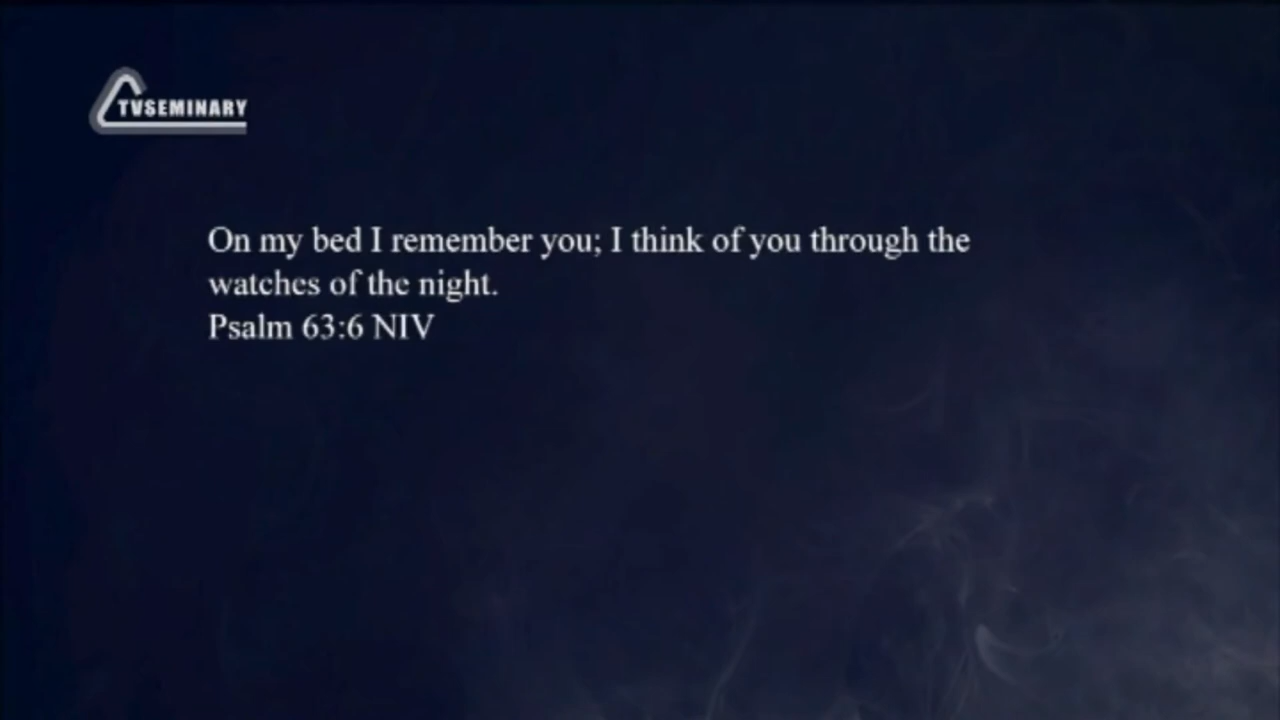 TVSEMINARY
On my bed I remember you; I think of you through the
watches of the night.
Psalm 63:6 NIV